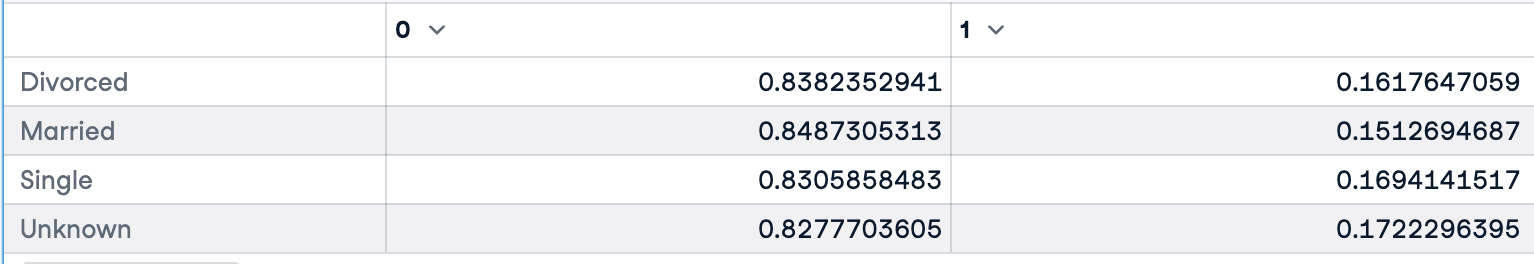 0 1
Divorced 0.8382352941 0.1617647059
Married 0.8487305313 0.1512694687
Single 0.8305858483 0.1694141517
Unknown 0.8277703605 0.1722296395